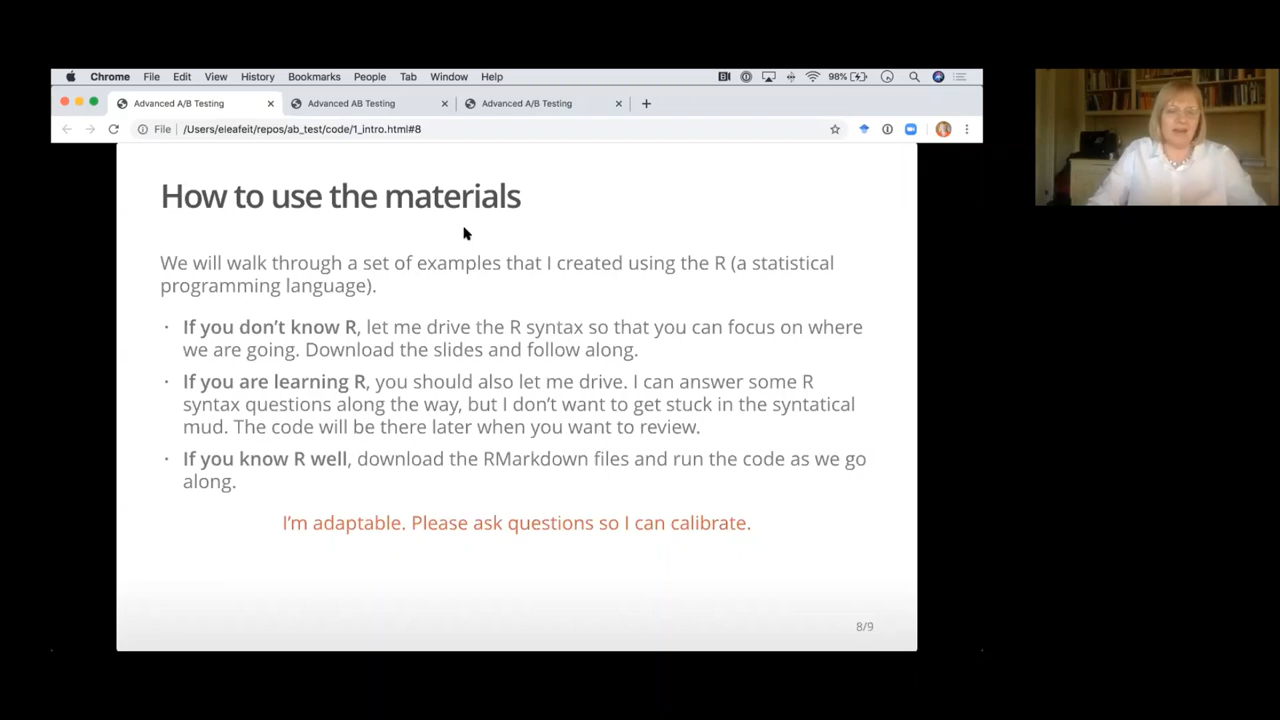 Chrome File Edit View History Bookmarks People Tab Window Help 98%
Advanced A/B Testing Advanced AB Testing Advanced A/B Testing
File /Users/eleafeit/repos/ab_test/code/1_intro.html#8
How to use the materials
We will walk through a set of examples that I created using the R (a statistical
programming language).
· If you don’t know R, let me drive the R syntax so that you can focus on where
we are going. Download the slides and follow along.
· If you are learning R, you should also let me drive. I can answer some R
syntax questions along the way, but I don’t want to get stuck in the syntatical
mud. The code will be there later when you want to review.
· If you know R well, download the RMarkdown files and run the code as we go
along.
I’m adaptable. Please ask questions so I can calibrate.
8/9